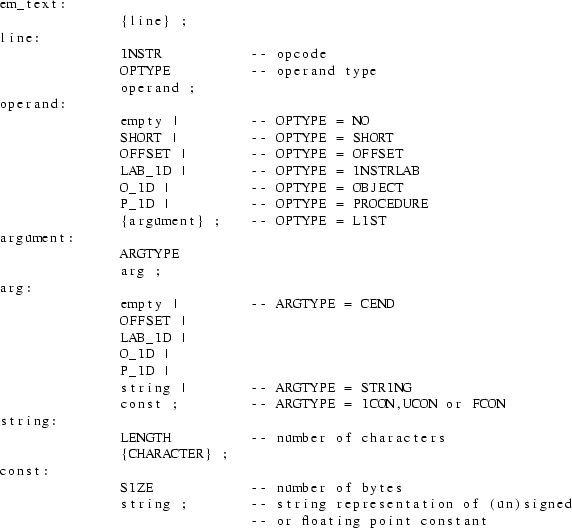 em_text:
{line} ;
line:
INSTR -- opcode
OPTYPE -- operand type
operand ;
operand:
empty | -- OPTYPE = NO
SHORT | -- OPTYPE = SHORT
OFFSET | -- OPTYPE = OFFSET
LAB_ID | -- OPTYPE = INSTRLAB
O_ID | -- OPTYPE = OBJECT
P_ID | -- OPTYPE = PROCEDURE
{argument} ; -- OPTYPE = LIST
argument:
ARGTYPE
arg ;
arg:
empty | -- ARGTYPE = CEND
OFFSET |
LAB_ID |
O_ID |
P_ID |
string | -- ARGTYPE = STRING
const ; -- ARGTYPE = ICON,UCON or FCON
string:
LENGTH -- number of characters
{CHARACTER} ;
const:
SIZE -- number of bytes
string ; -- string representation of (un)signed
-- or floating point constant